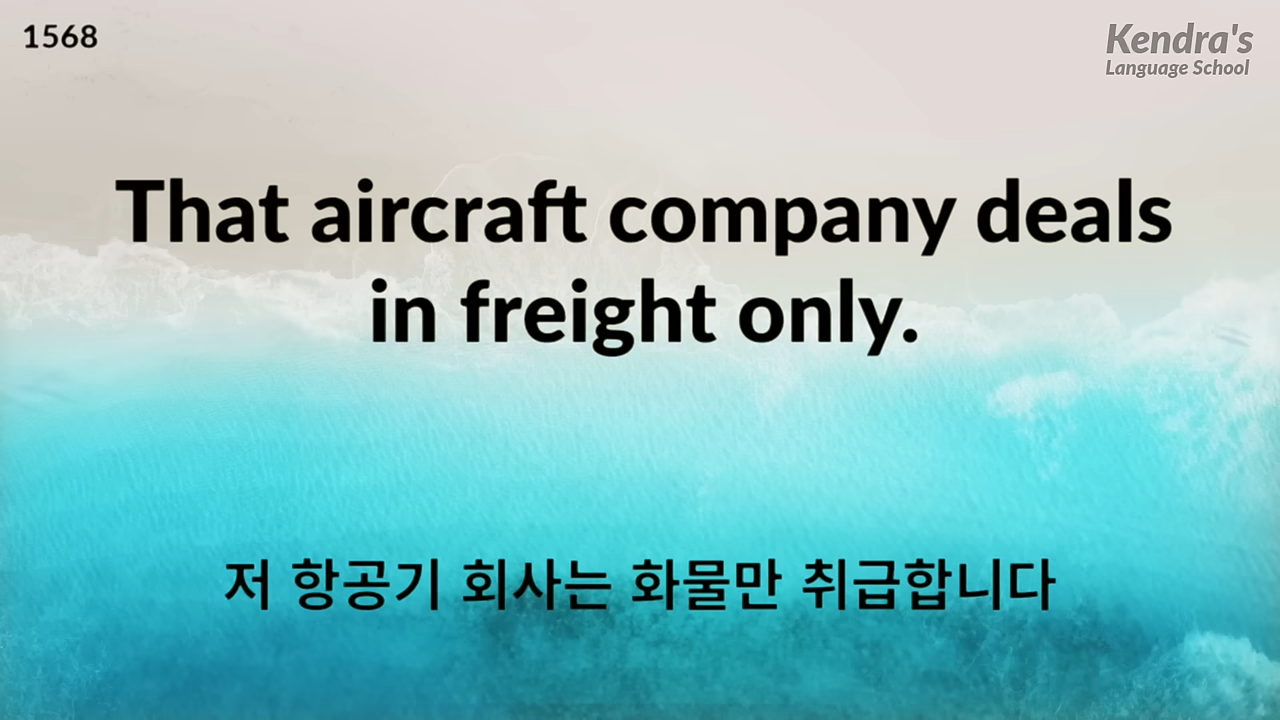 1568
Kendra's
Language School
That aircraft company deals
in freight only.
저 항공기 회사는 화물만 취급합니다